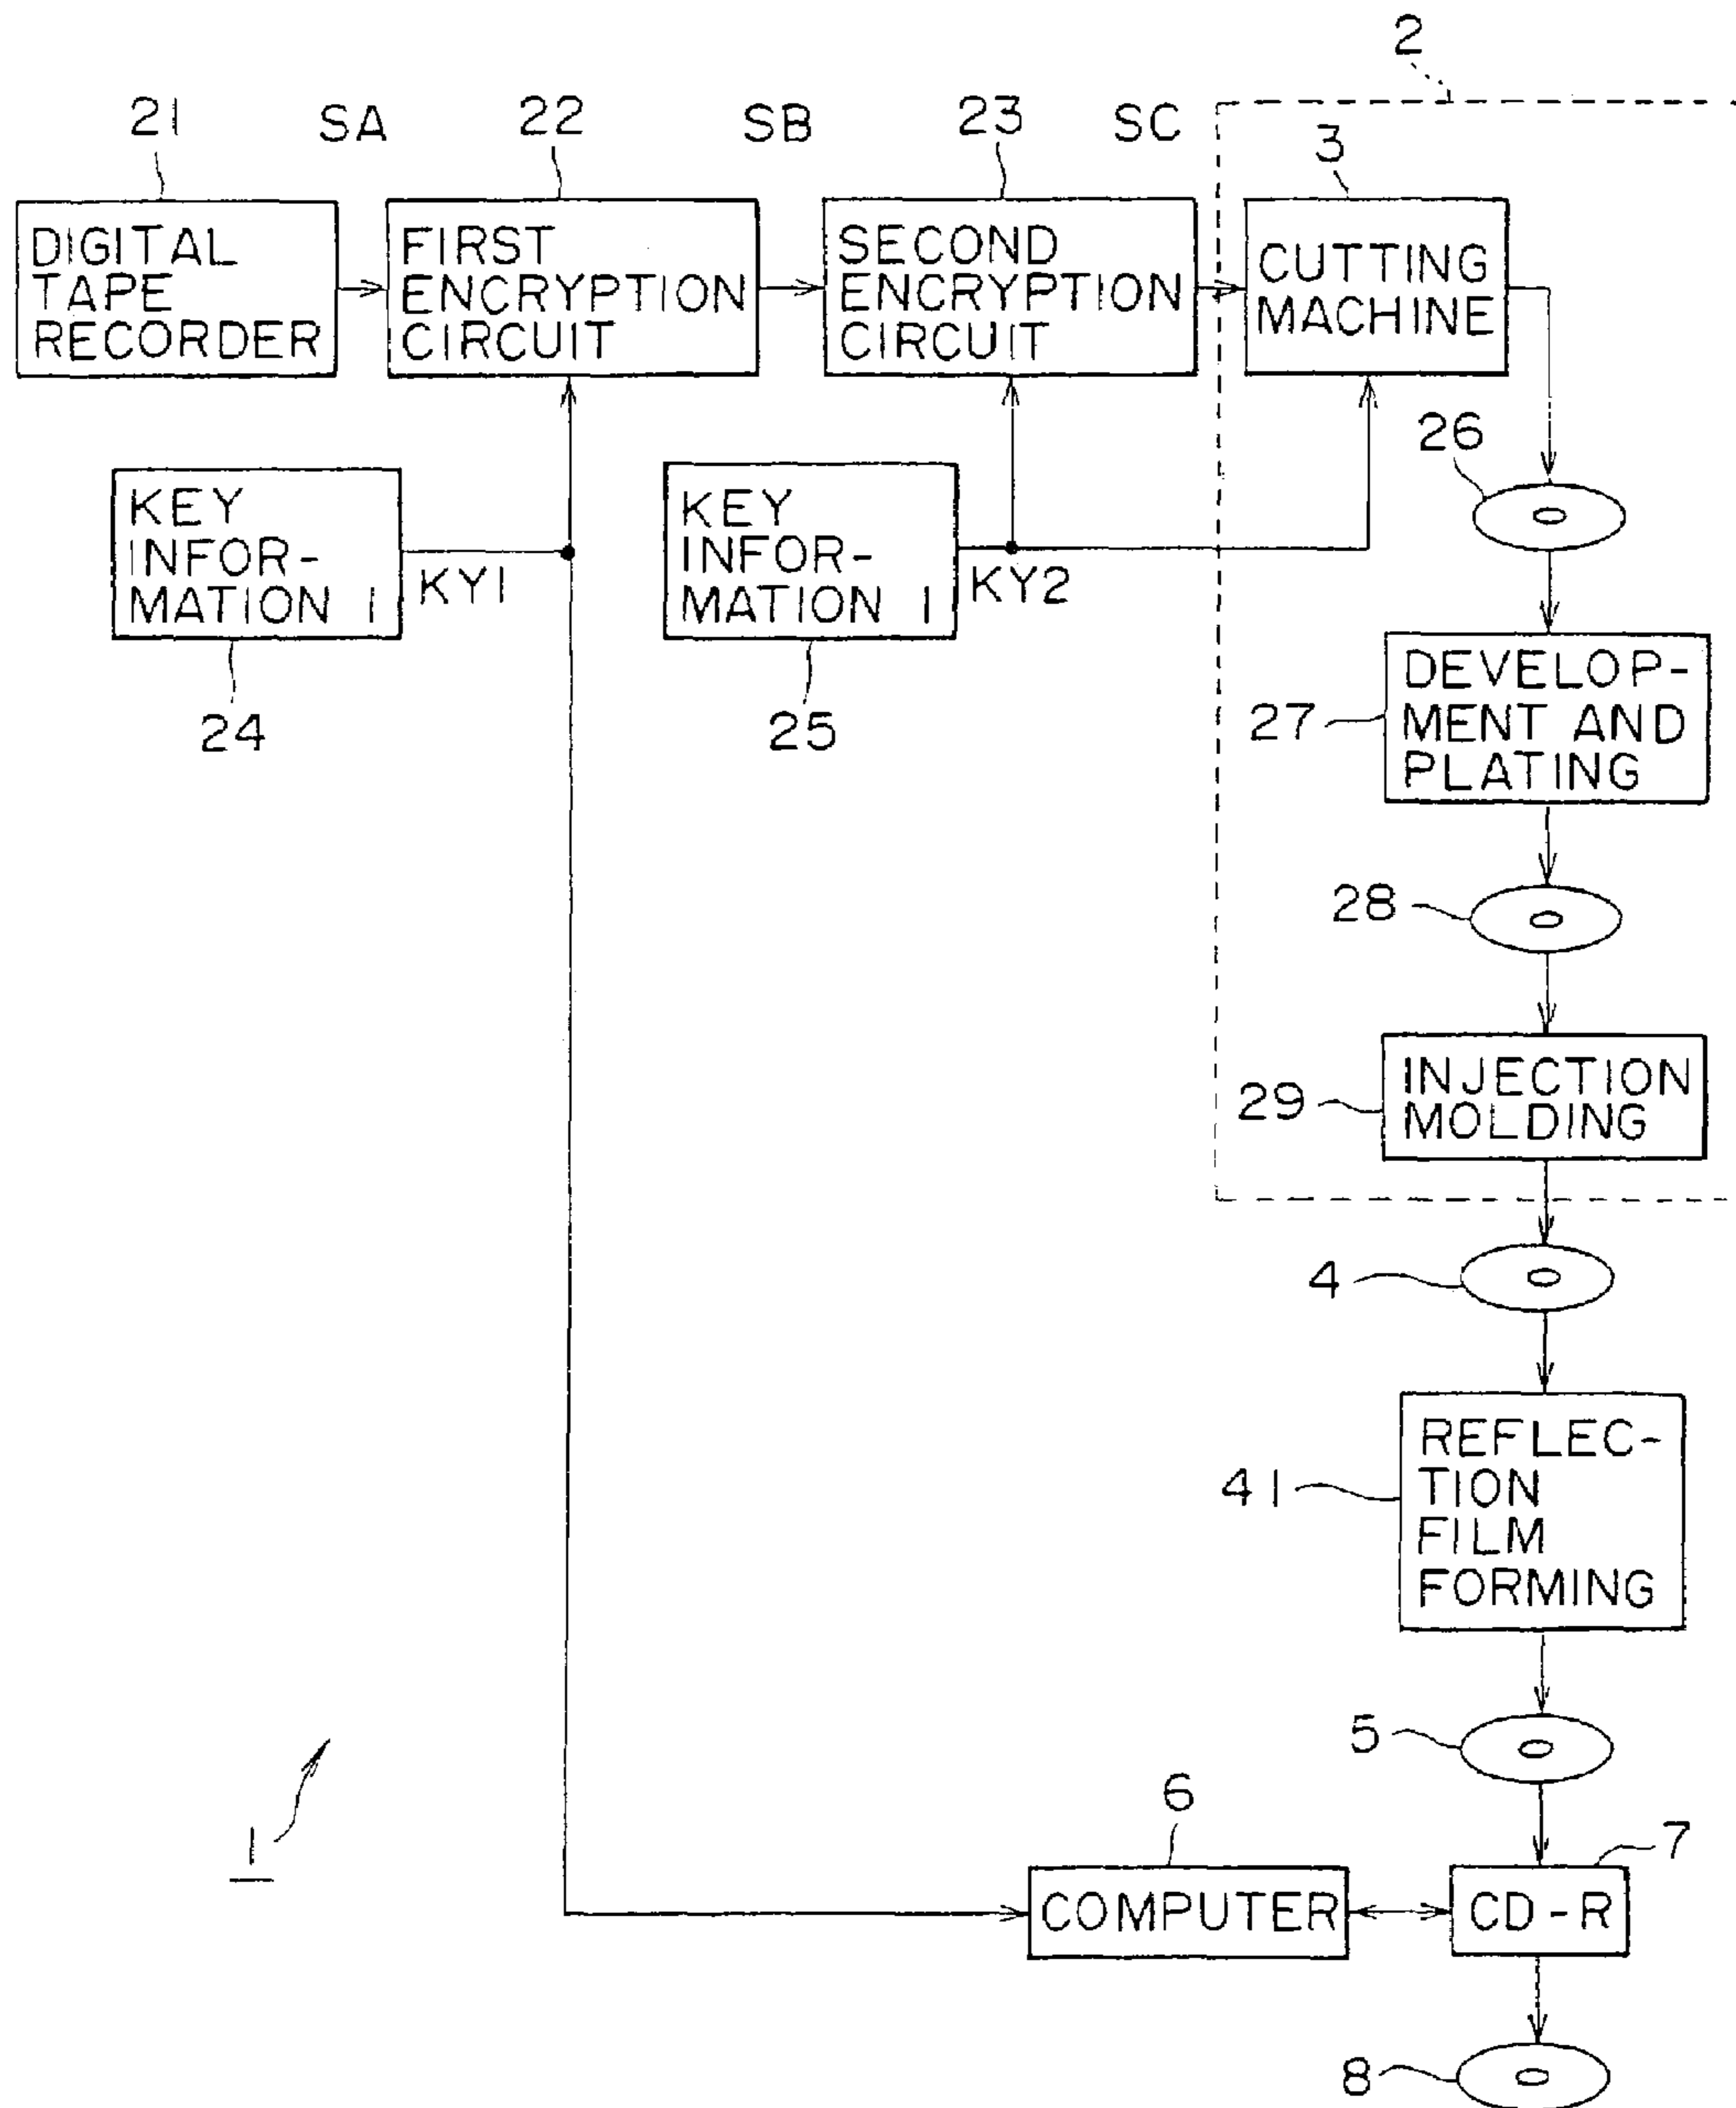 2
21
SA
22
SB
23
SC
3
DIGITAL
TAPE
RECORDER
FIRST
ENCRYPTION
CIRCUIT
SECOND
ENCRYPTION
CIRCUIT
CUTTING
MACHINE
26
KEY
INFOR-
MATION 1
KY1
KEY
INFOR-
MATION 1
KY2
24
25
27
DEVELOP-
MENT AND
PLATING
28
29
INJECTION
MOLDING
4
41
REFLEC-
TION
FILM
FORMING
5
1
6
7
COMPUTER
CD-R
8